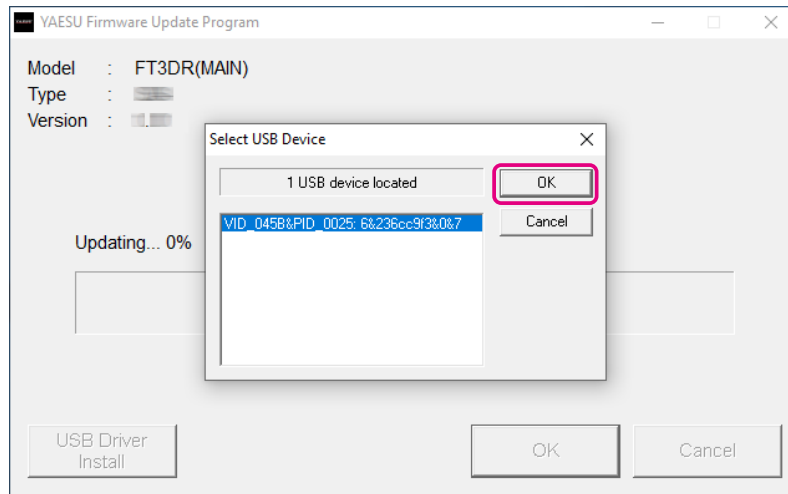 YAESU Firmware Update Program
Model : FT3DR(MAIN)
Type :
Version :
Select USB Device
1 USB device located
OK
VID_045B&PID_0025: 6&236cc9f3&0&7
Cancel
Updating... 0%
USB Driver
Install
OK
Cancel